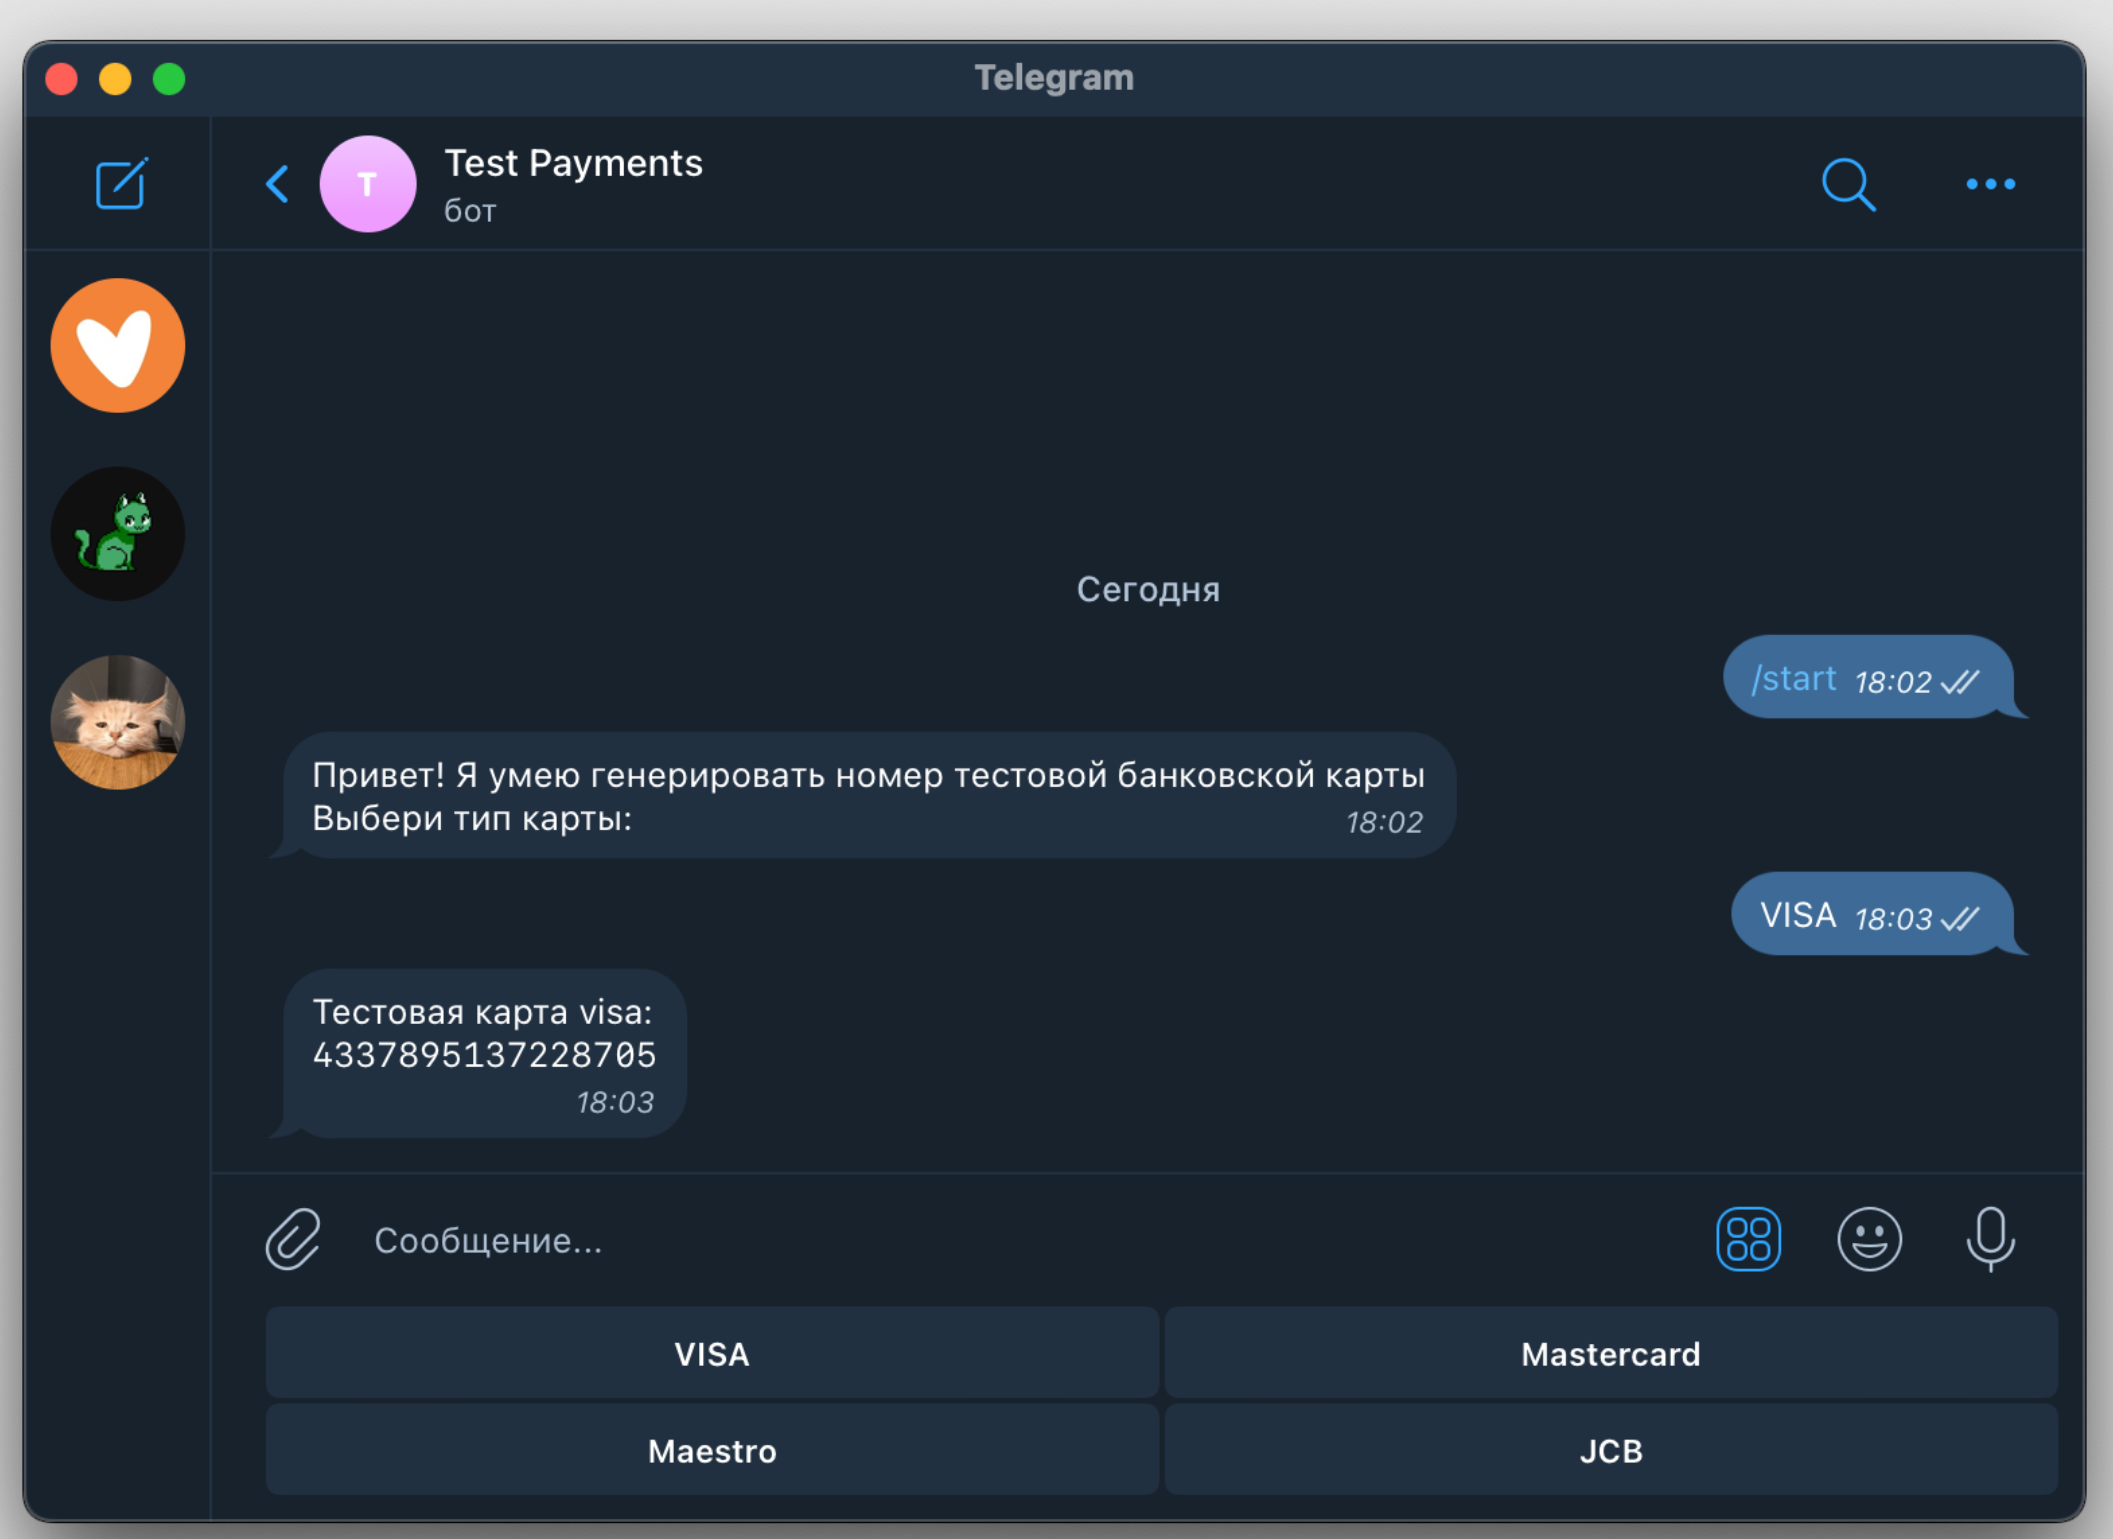 Telegram
T
Test Payments
бот
Сегодня
/start 18:02
Привет! Я умею генерировать номер тестовой банковской карты
Выбери тип карты: 18:02
VISA 18:03
Тестовая карта visa:
4337895137228705
18:03
Сообщение...
VISA Mastercard
Maestro JCB